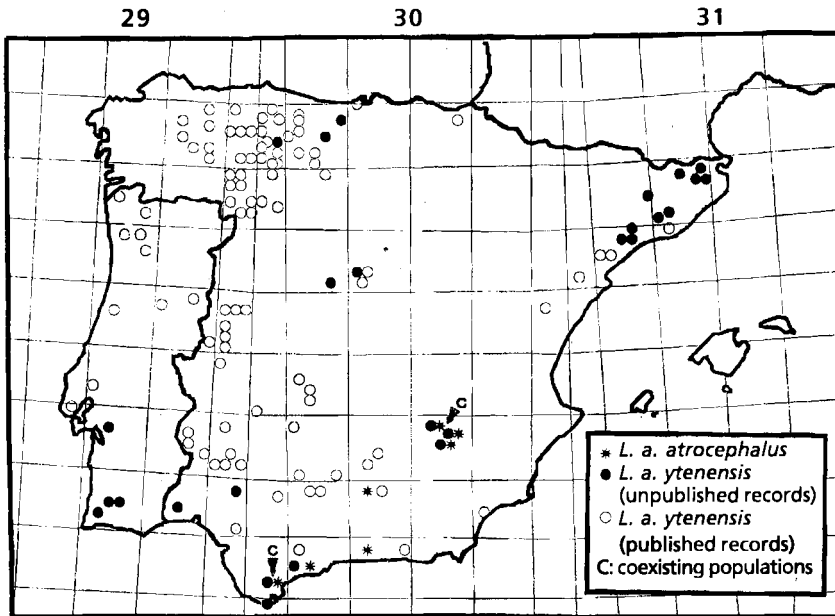 29 30 31
C
C
* L. a. atrocephalus
● L. a. ytenensis
(unpublished records)
○ L. a. ytenensis
(published records)
C: coexisting populations